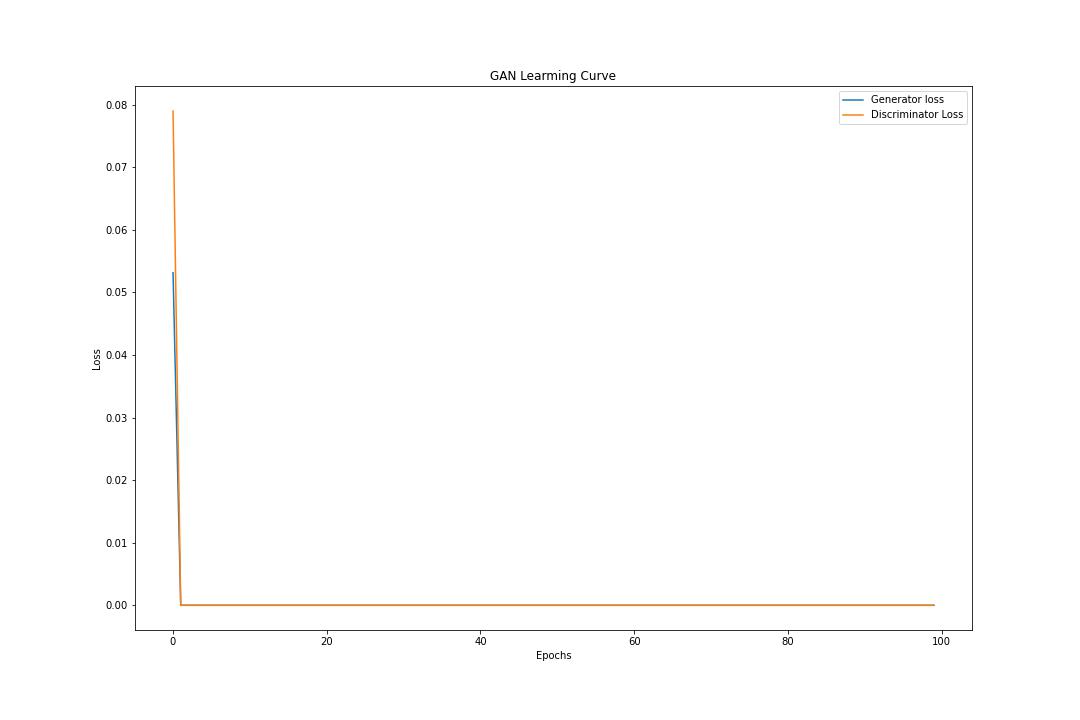 GAN Learming Curve
Generator loss
Discriminator Loss
0.08
0.07
0.06
0.05
0.04
0.03
0.02
0.01
0.00
Loss
0 20 40 60 80 100
Epochs